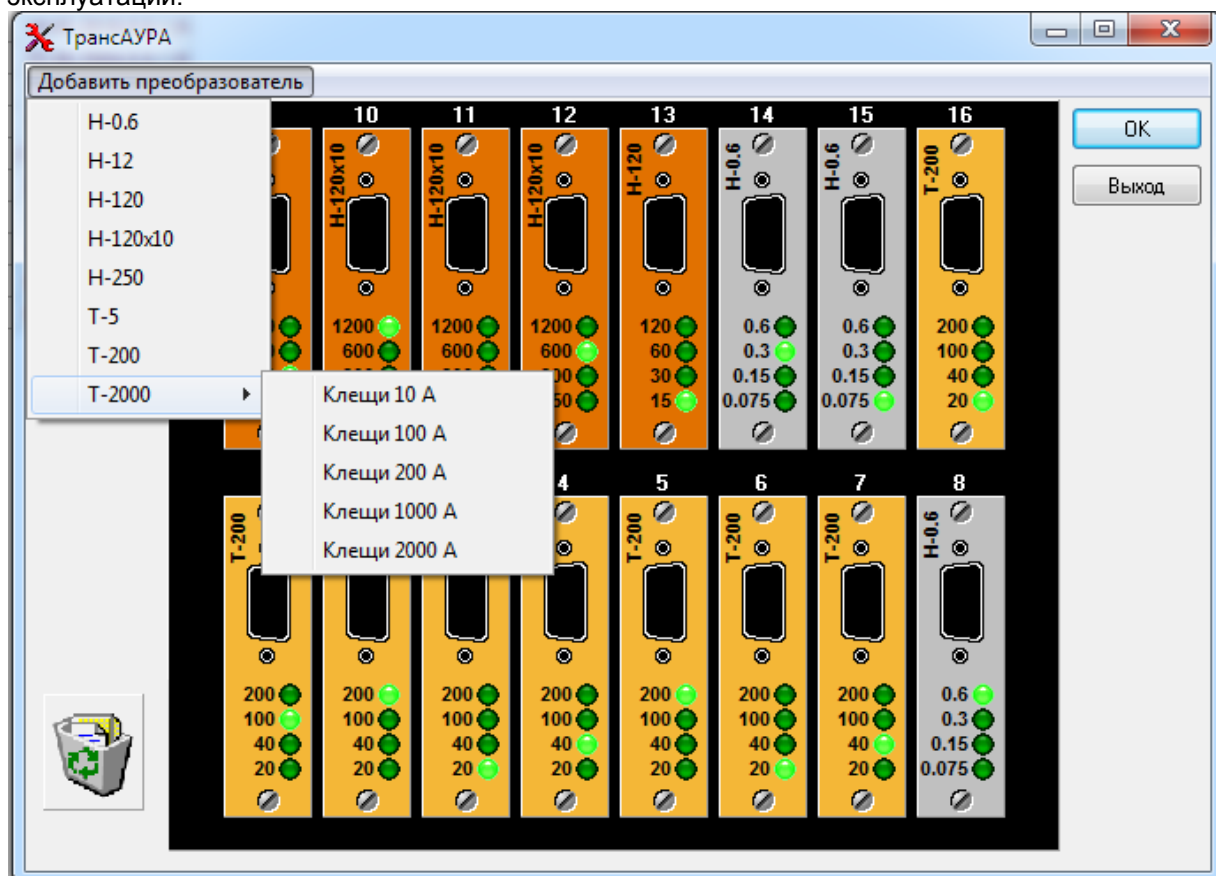 эксплуатации.
ТрансАУРА
Добавить преобразователь
Н-0.6
Н-12
Н-120
Н-120х10
Н-250
Т-5
Т-200
Т-2000
Клещи 10 А
Клещи 100 А
Клещи 200 А
Клещи 1000 А
Клещи 2000 А
OK
Выход
10 11 12 13 14 15 16
Н-120х10 Н-120х10 Н-120х10 Н-120 Н-0.6 Н-0.6 Т-200
1200 1200 1200 120 0.6 0.6 200
600 600 600 60 0.3 0.3 100
30 0.15 0.15 40
15 0.075 0.075 20
4 5 6 7 8
Т-200 Т-200 Т-200 Т-200 Н-0.6
200 200 200 200 200 200 200 0.6
100 100 100 100 100 100 100 0.3
40 40 40 40 40 40 40 0.15
20 20 20 20 20 20 20 0.075